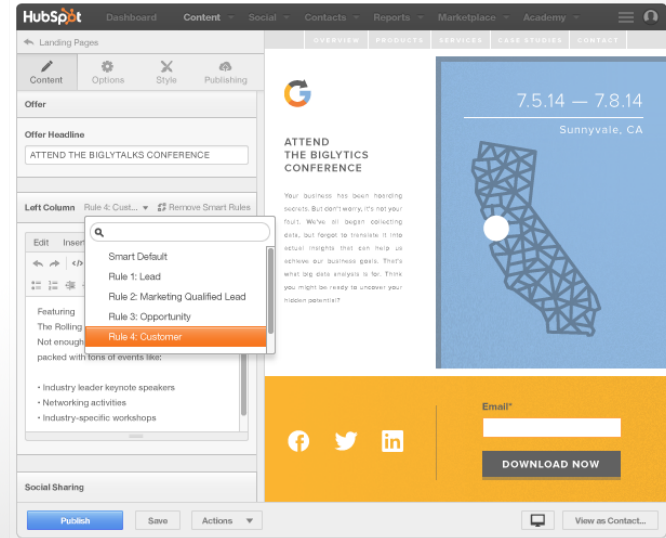 HubSpot Dashboard Content Social Contacts Reports Marketplace Academy
Landing Pages
OVERVIEW PRODUCTS SERVICES CASE STUDIES CONTACT
Content Options Style Publishing
Offer
Offer Headline
ATTEND THE BIGLYTALKS CONFERENCE
Left Column Rule 4: Cust... Remove Smart Rules
Smart Default
Rule 1: Lead
Rule 2: Marketing Qualified Lead
Rule 3: Opportunity
Rule 4: Customer
Edit Inser
Featuring
The Rolling
Not enough
packed with tons of events like:
• Industry leader keynote speakers
• Networking activities
• Industry-specific workshops
Social Sharing
Publish Save Actions
7.5.14 — 7.8.14
Sunnyvale, CA
ATTEND
THE BIGLYTICS
CONFERENCE
Your business has been hoarding
secrets. But don't worry, it's not your
fault. We've all began collecting
data, but forgot to translate it into
actual insights that can help us
achieve our business goals. That's
what big data analysis is for. Think
you might be ready to uncover your
hidden potential?
Email*
DOWNLOAD NOW
View as Contact...